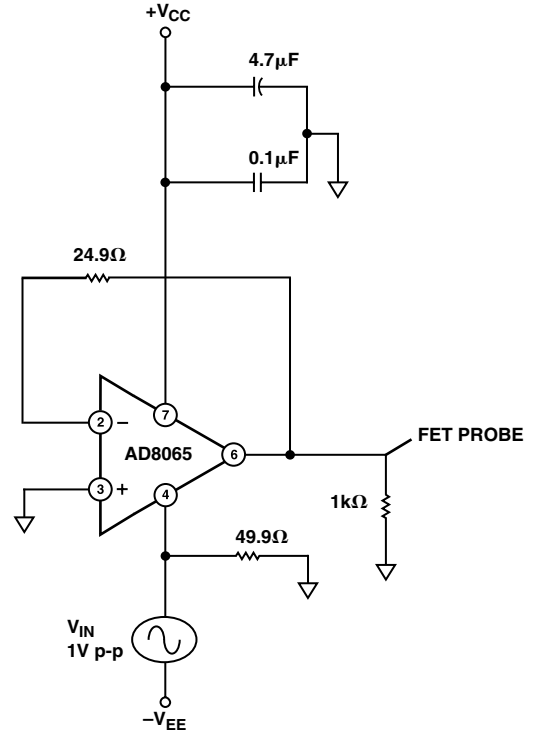 +VCC
4.7μF
0.1μF
24.9Ω
7
2 –
AD8065
6
FET PROBE
3 +
4
1kΩ
49.9Ω
VIN
1V p-p
–VEE